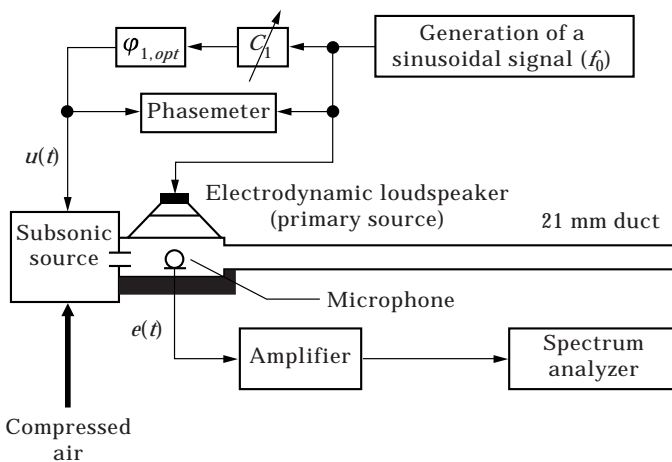 φ1,opt
C1
Generation of a
sinusoidal signal (f0)
Phasemeter
u(t)
Electrodynamic loudspeaker
(primary source)
21 mm duct
Subsonic
source
Microphone
e(t)
Amplifier
Spectrum
analyzer
Compressed
air